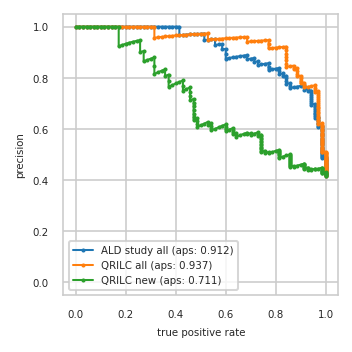 1.0
0.8
0.6
0.4
0.2
0.0
precision
ALD study all (aps: 0.912)
QRILC all (aps: 0.937)
QRILC new (aps: 0.711)
0.0 0.2 0.4 0.6 0.8 1.0
true positive rate